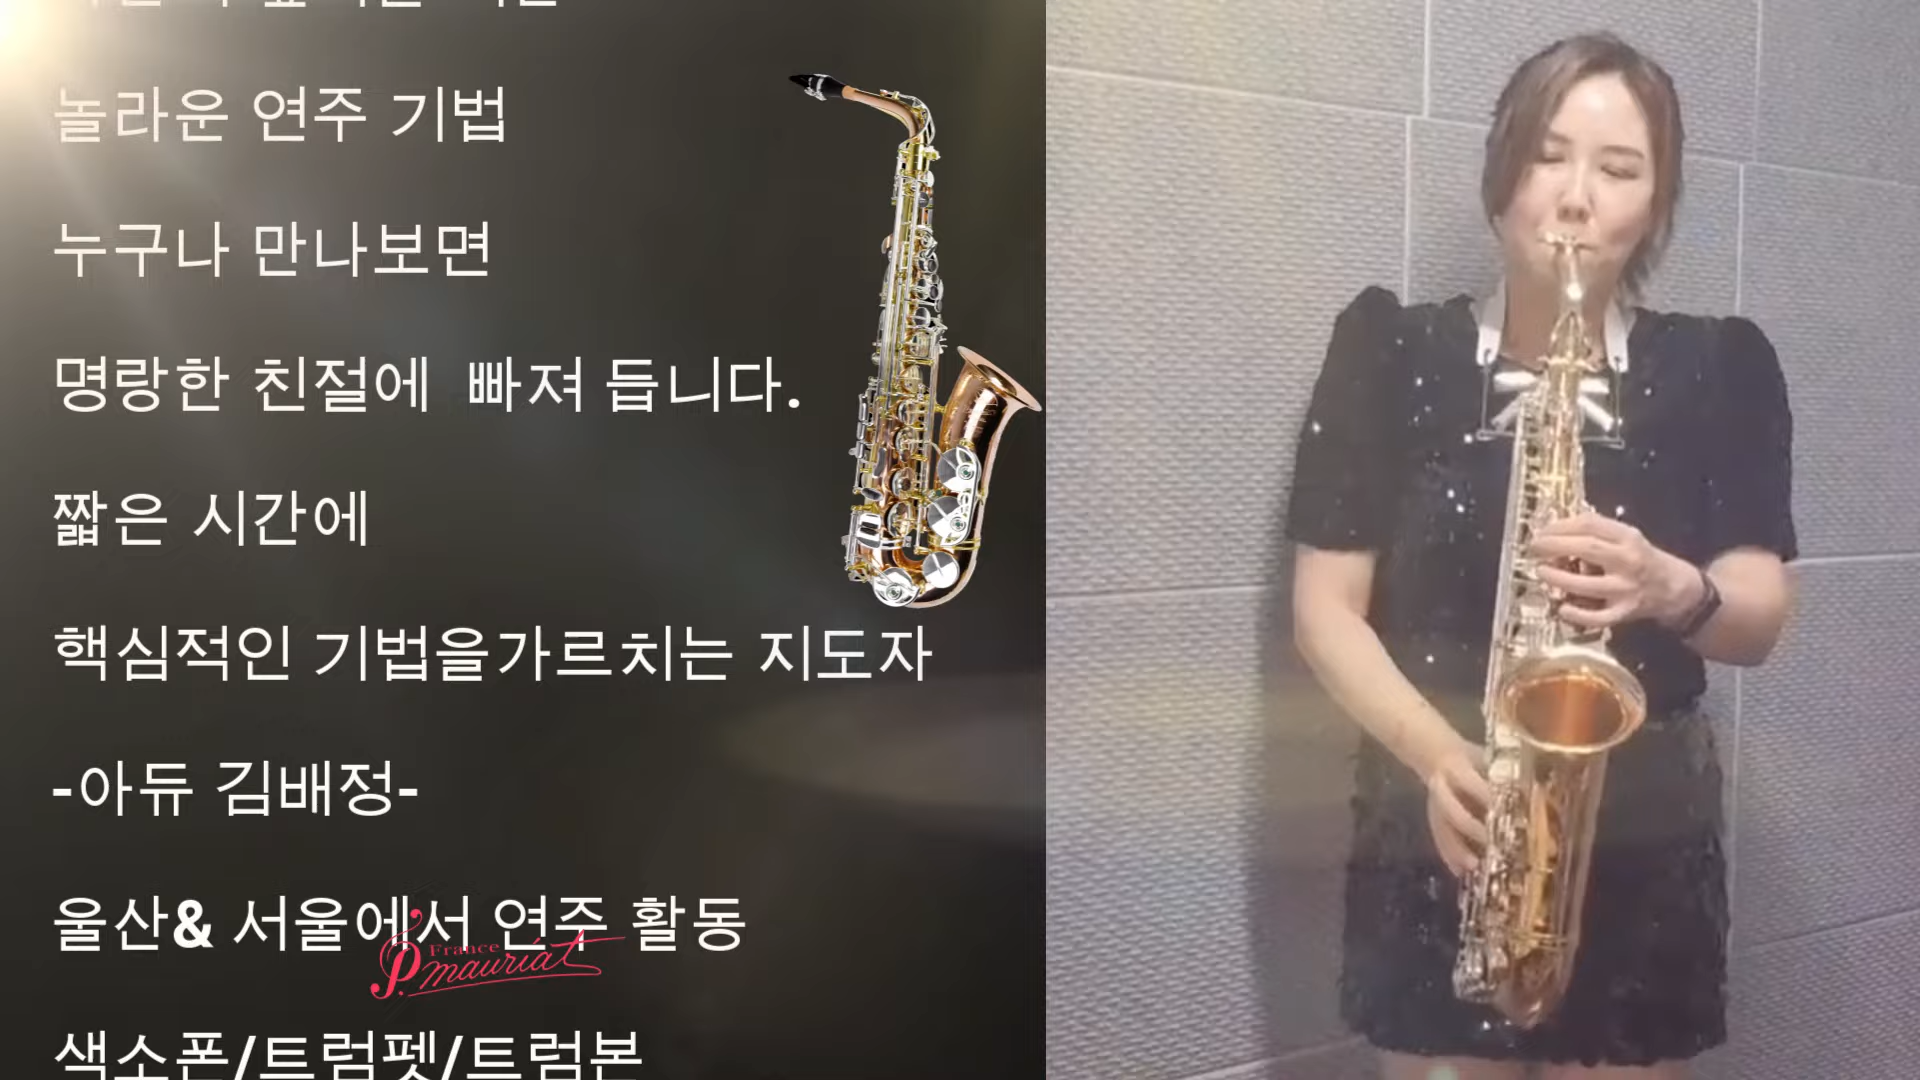 놀라운 연주 기법
누구나 만나보면
명랑한 친절에 빠져 듭니다.
짧은 시간에
핵심적인 기법을가르치는 지도자
-아듀 김배정-
울산& 서울에서 연주 활동
France
P. mauriat
색소폰/트럼펫/트럼본